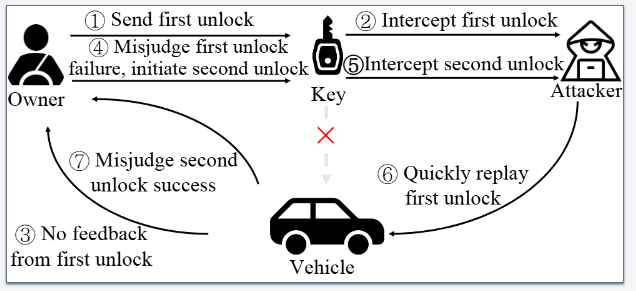 ① Send first unlock
② Intercept first unlock
④ Misjudge first unlock
failure, initiate second unlock
⑤Intercept second unlock
Owner
Key
Attacker
⑦ Misjudge second
unlock success
⑥ Quickly replay
first unlock
③ No feedback
from first unlock
Vehicle